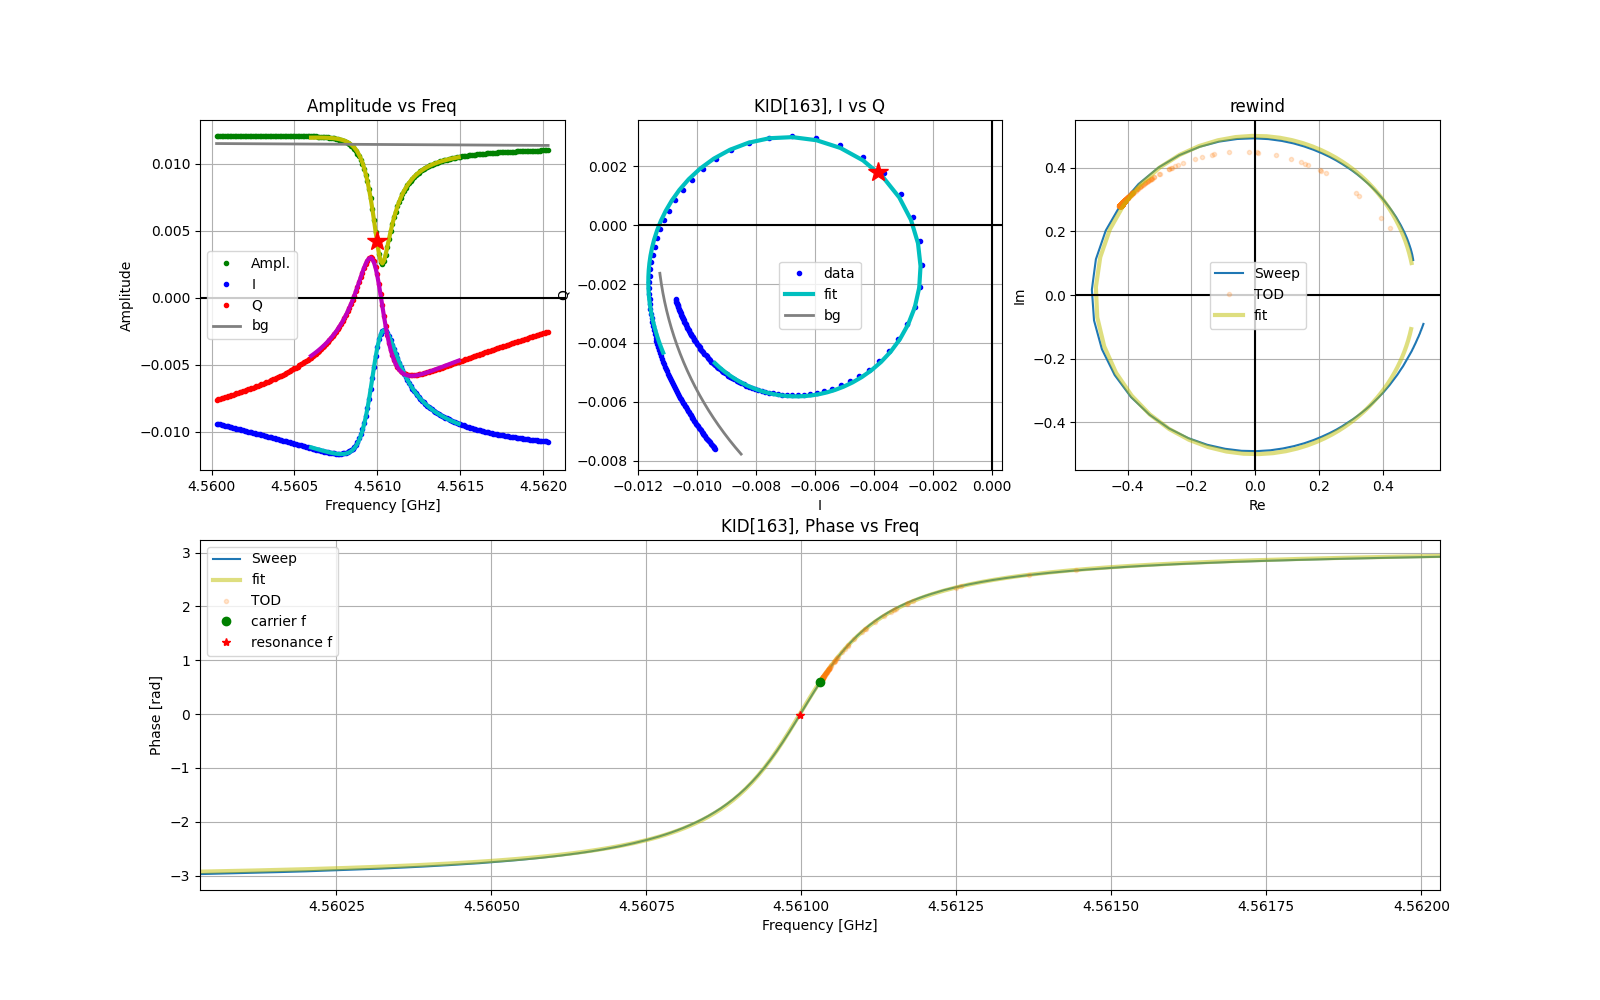 Amplitude vs Freq
Amplitude
0.010
0.005
0.000
−0.005
−0.010
Ampl.
I
Q
bg
4.5600
4.5605
4.5610
4.5615
4.5620
Frequency [GHz]
KID[163], I vs Q
Q
0.002
0.000
−0.002
−0.004
−0.006
−0.008
data
fit
bg
−0.012
−0.010
−0.008
−0.006
−0.004
−0.002
0.000
I
rewind
Im
0.4
0.2
0.0
−0.2
−0.4
Sweep
TOD
fit
−0.4
−0.2
0.0
0.2
0.4
Re
KID[163], Phase vs Freq
Phase [rad]
3
2
1
0
−1
−2
−3
Sweep
fit
TOD
carrier f
resonance f
4.56025
4.56050
4.56075
4.56100
4.56125
4.56150
4.56175
4.56200
Frequency [GHz]